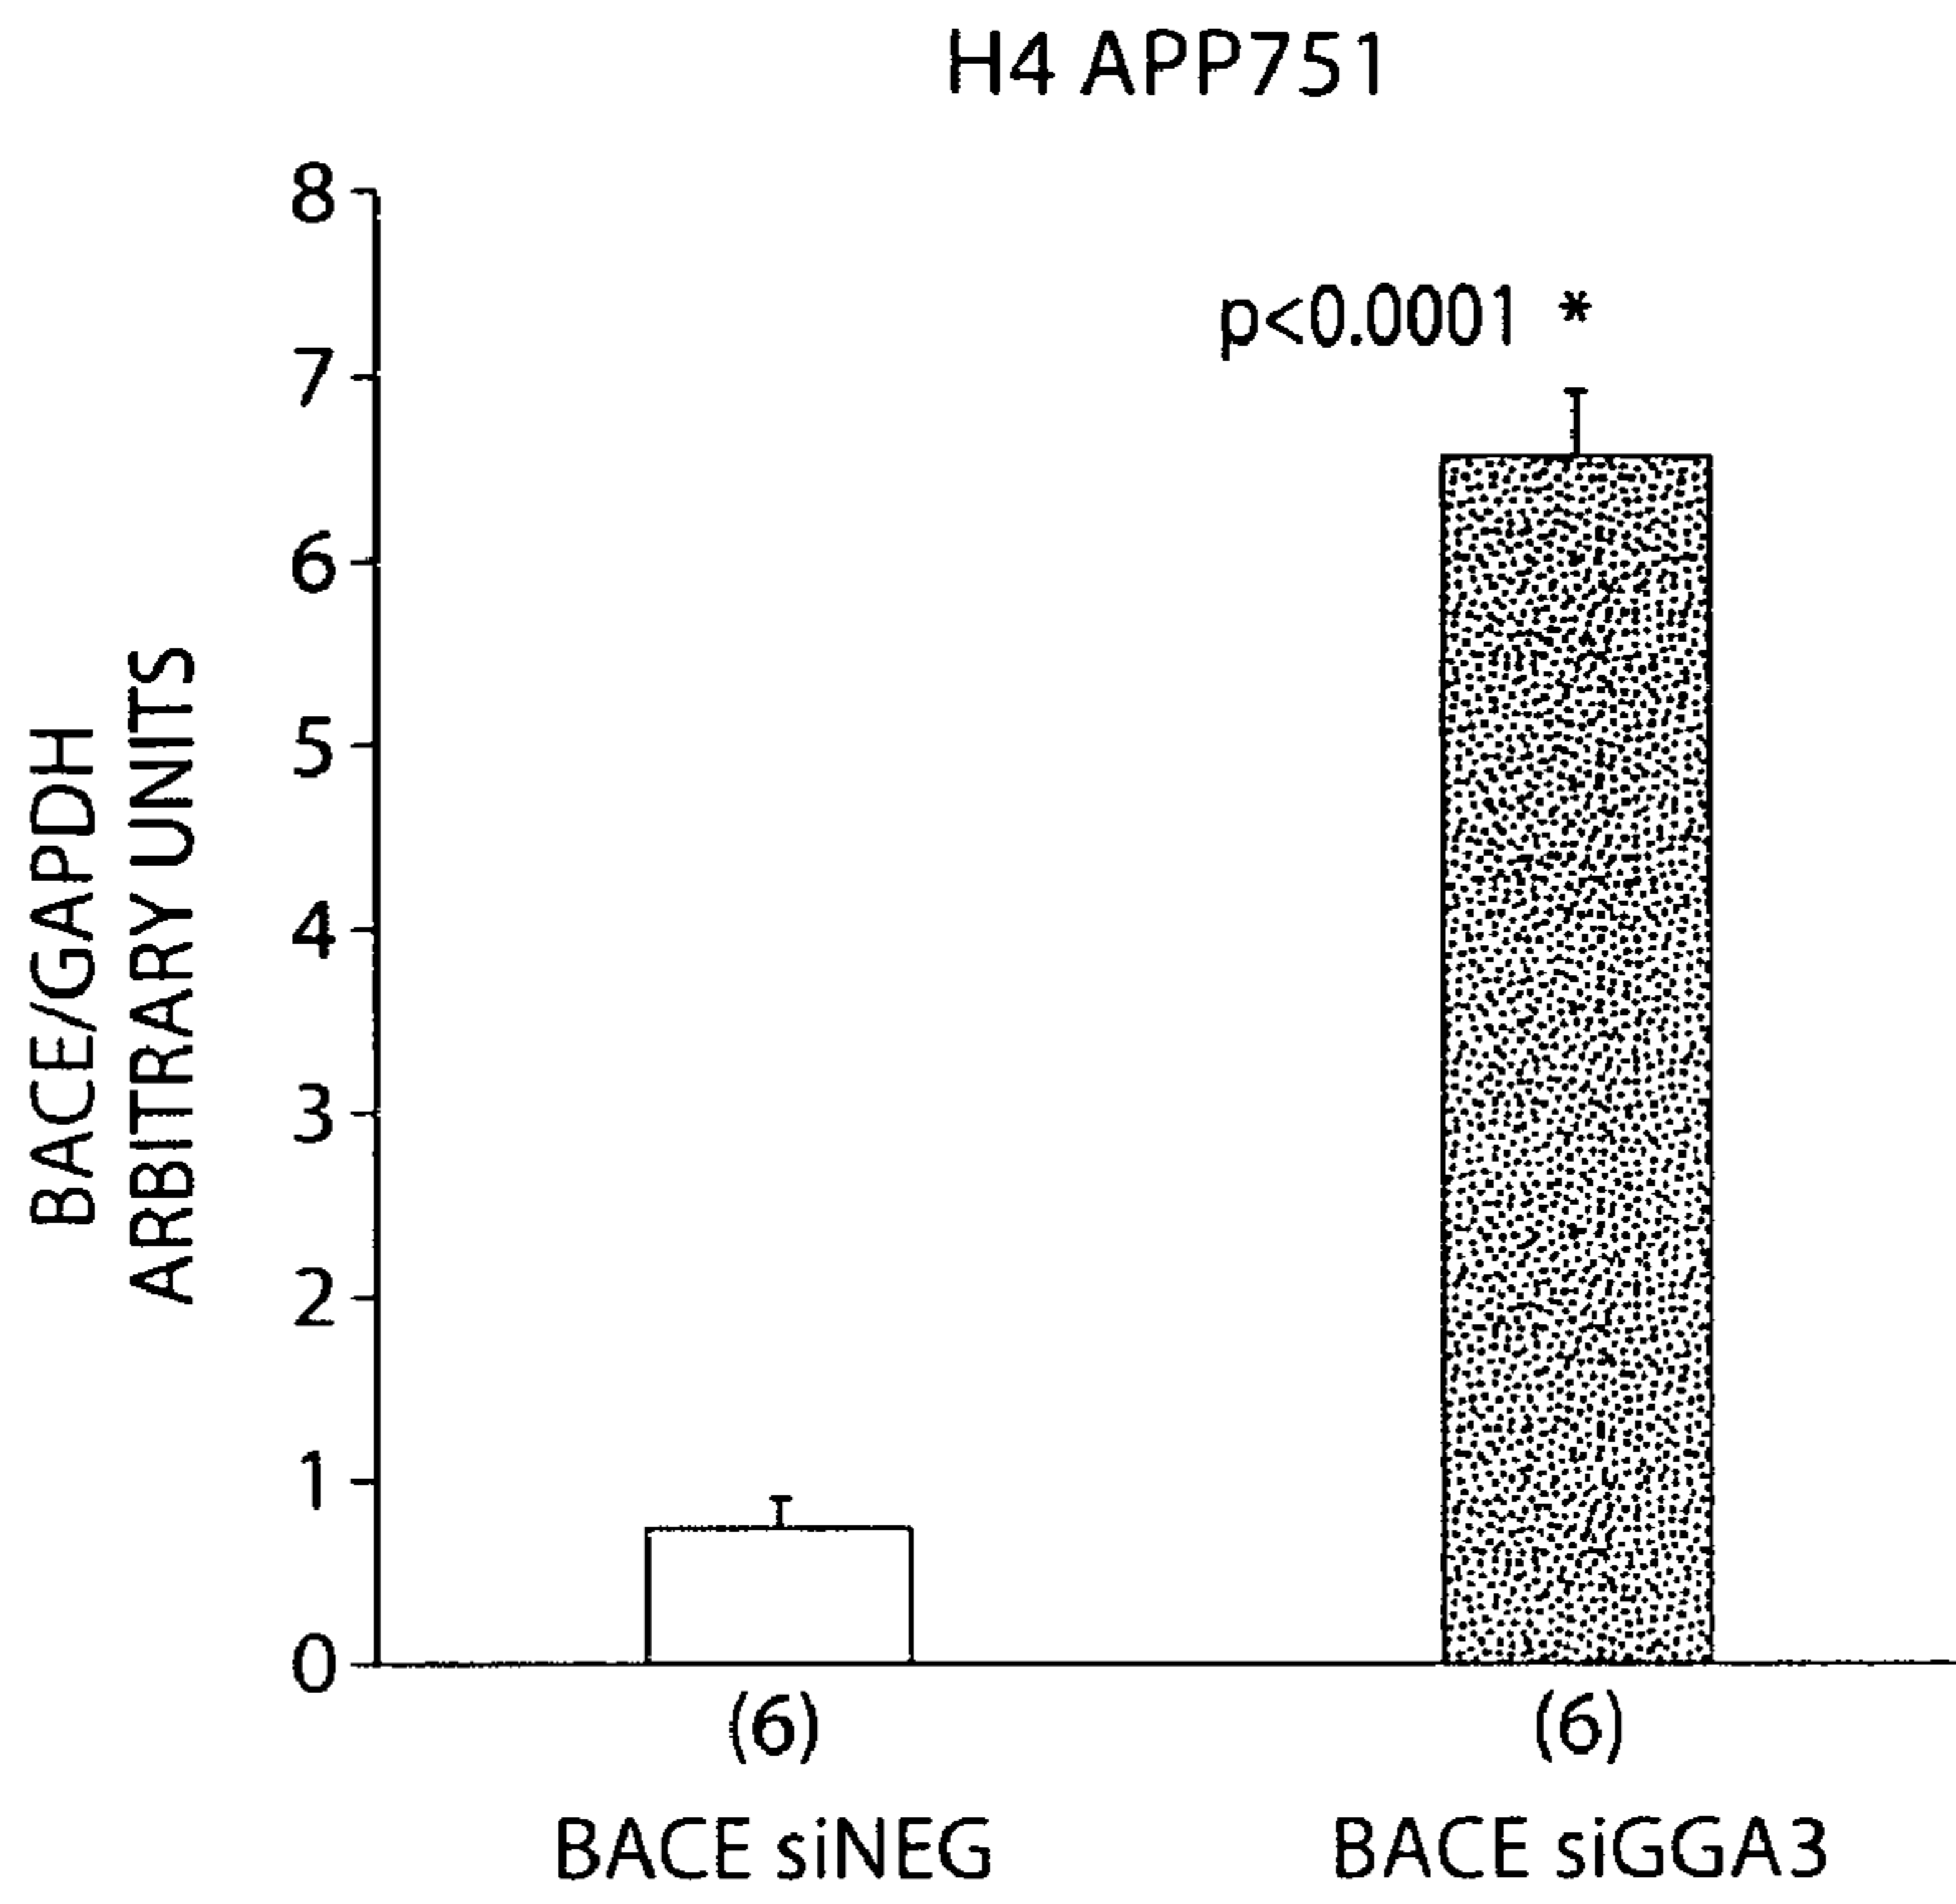 H4 APP751
8
p<0.0001 *
7
6
5
4
3
2
1
0
BACE/GAPDH
ARBITRARY UNITS
(6) (6)
BACE siNEG BACE siGGA3